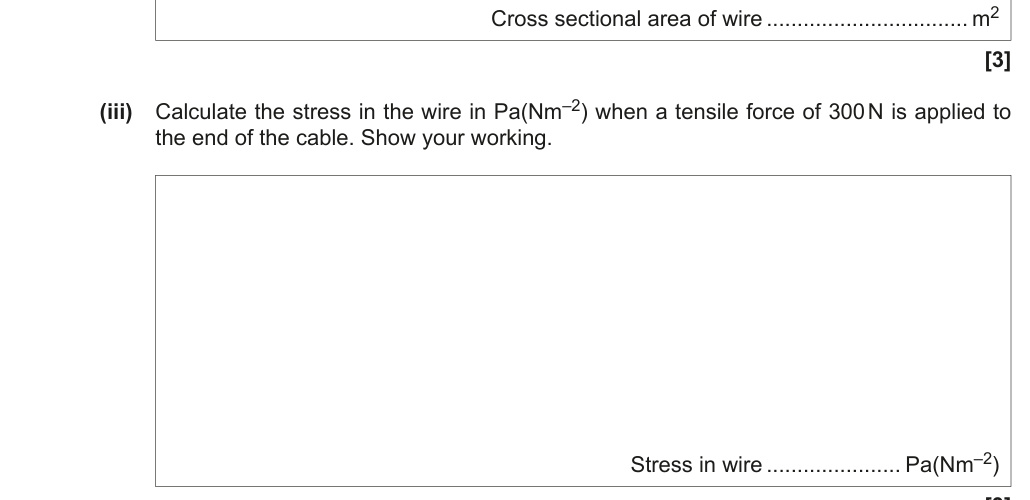 Cross sectional area of wire ................................. m²
[3]
(iii) Calculate the stress in the wire in Pa(Nm⁻²) when a tensile force of 300 N is applied to
the end of the cable. Show your working.
Stress in wire ...................... Pa(Nm⁻²)